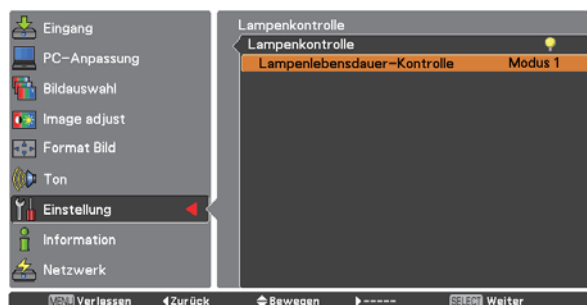 Eingang
PC-Anpassung
Bildauswahl
Image adjust
Format Bild
Ton
Einstellung
Information
Netzwerk
Lampenkontrolle
Lampenkontrolle
Lampenlebensdauer-Kontrolle Modus 1
MENU Verlassen Zurück Bewegen ----- SELECT Weiter